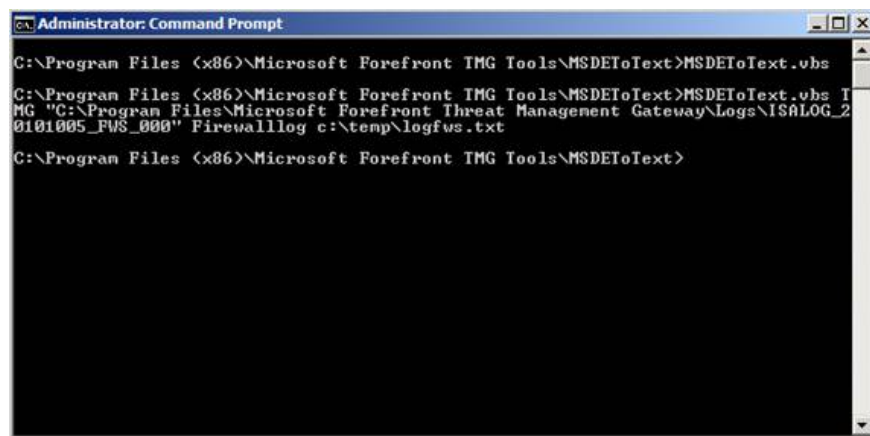 Administrator: Command Prompt
C:\Program Files (x86)\Microsoft Forefront TMG Tools\MSDEToText>MSDEToText.vbs
C:\Program Files (x86)\Microsoft Forefront TMG Tools\MSDEToText>MSDEToText.vbs T
MG "C:\Program Files\Microsoft Forefront Threat Management Gateway\Logs\ISALOG_2
0101005_FWS_000" Firewalllog c:\temp\logfws.txt
C:\Program Files (x86)\Microsoft Forefront TMG Tools\MSDEToText>